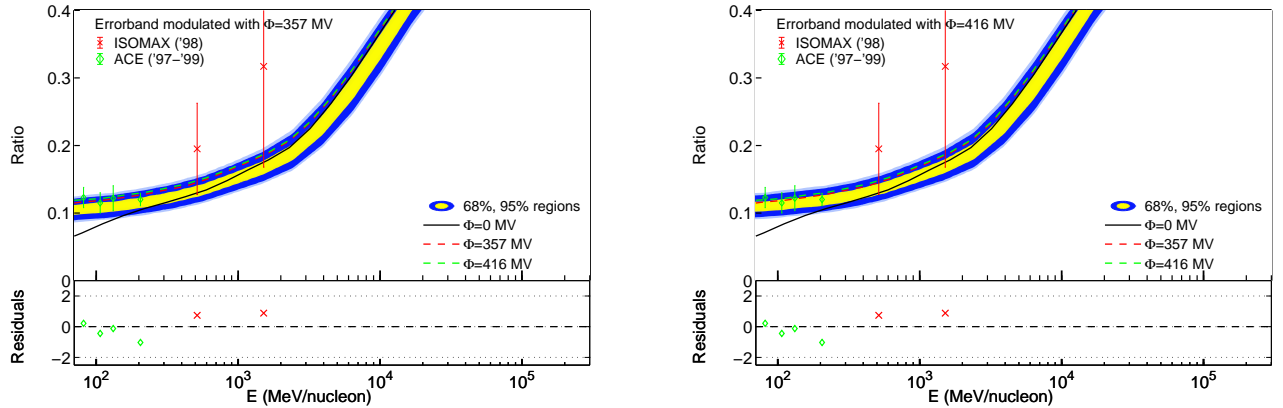 0.4
0.3
0.2
0.1
0
Ratio
Errorband modulated with Φ=357 MV
ISOMAX ('98)
ACE ('97−'99)
68%, 95% regions
Φ=0 MV
Φ=357 MV
Φ=416 MV
2
0
−2
Residuals
10² 10³ 10⁴ 10⁵
E (MeV/nucleon)
0.4
0.3
0.2
0.1
0
Ratio
Errorband modulated with Φ=416 MV
ISOMAX ('98)
ACE ('97−'99)
68%, 95% regions
Φ=0 MV
Φ=357 MV
Φ=416 MV
2
0
−2
Residuals
10² 10³ 10⁴ 10⁵
E (MeV/nucleon)